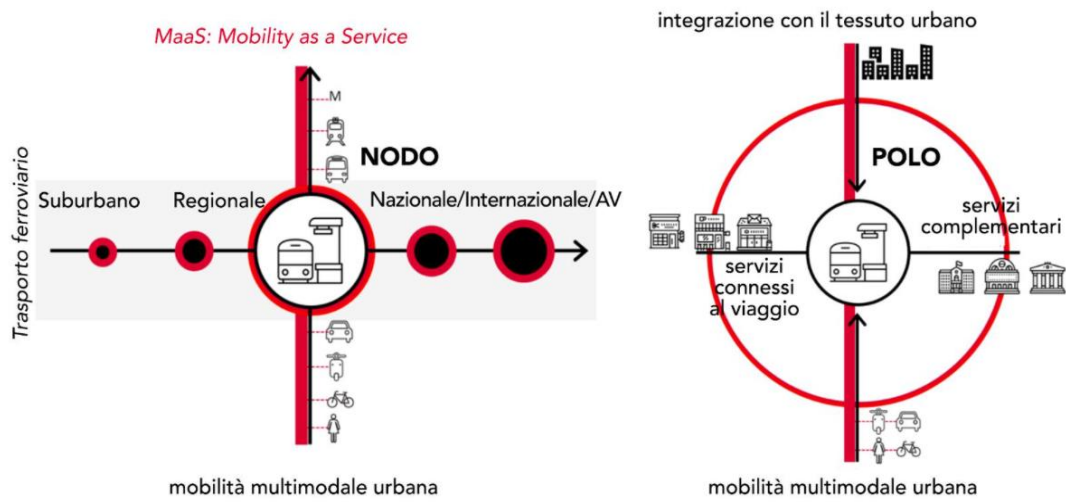 MaaS: Mobility as a Service
M
NODO
Trasporto ferroviario
Suburbano
Regionale
Nazionale/Internazionale/AV
mobilità multimodale urbana
integrazione con il tessuto urbano
POLO
servizi
complementari
servizi
connessi
al viaggio
mobilità multimodale urbana